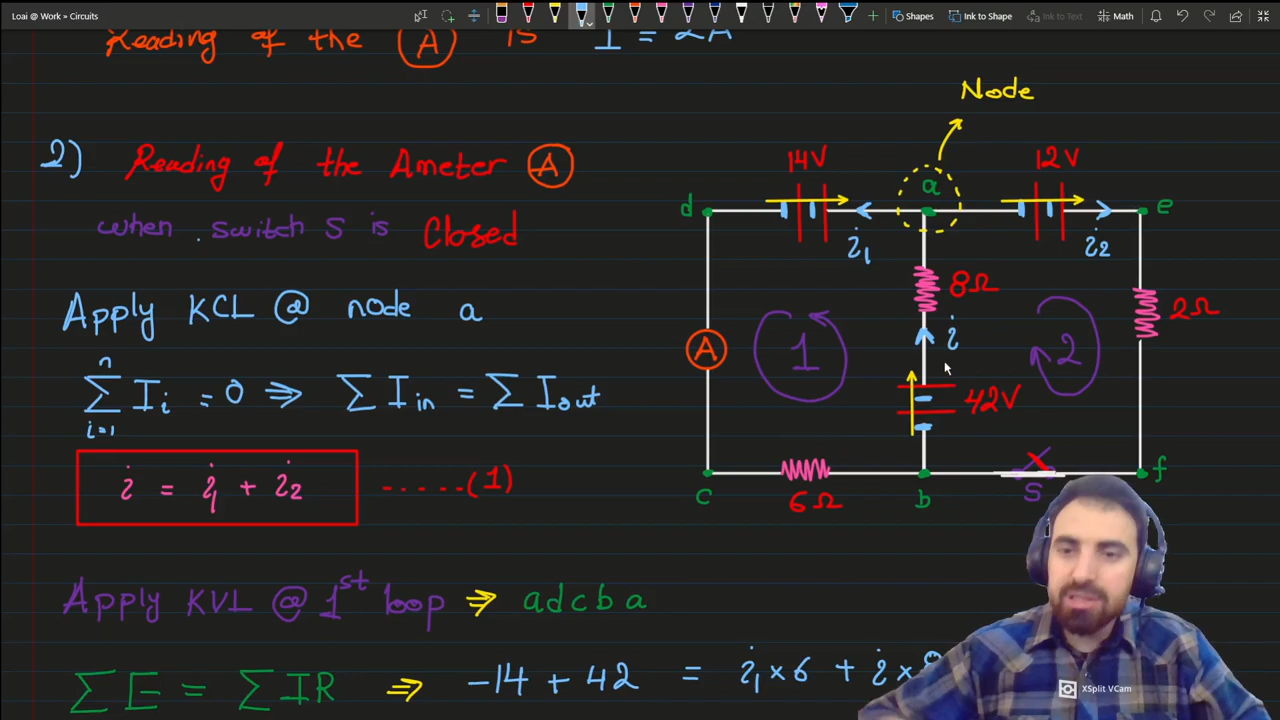 Loai @ Work » Circuits
Shapes
Ink to Shape
Ink to Text
Math
Reading of the A is I = 2A
Node
2) Reading of the Ameter A
when switch S is Closed
14V
a
12V
d
e
i1
i2
8Ω
2Ω
Apply KCL @ node a
i
A
1
2
n
∑ Ii = 0 ⇒ ∑ Iin = ∑ Iout
i=1
42V
i = i1 + i2 ......(1)
c
6Ω
b
S
f
Apply KVL @ 1st loop ⇒ adcba
∑E = ∑IR ⇒ -14 + 42 = i1×6 + i×
XSplit VCam